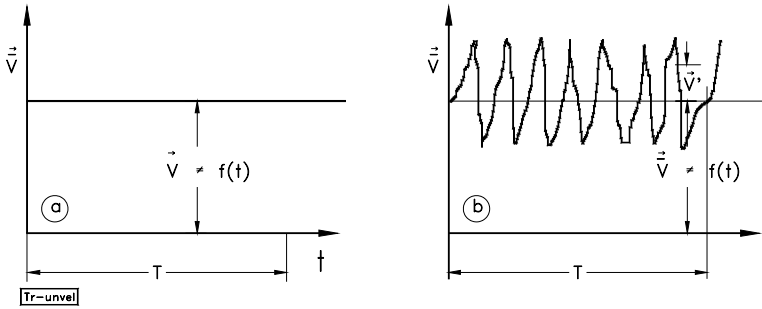 V̄⃗
V⃗ ≠ f(t)
a
T
t
Tr-unvel
V̄⃗
V⃗'
V̄⃗ ≠ f(t)
b
T